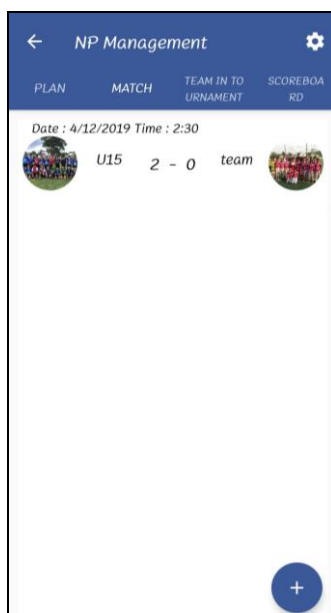 NP Management
PLAN
MATCH
TEAM IN TO
URNAMENT
SCOREBOA
RD
Date : 4/12/2019 Time : 2:30
U15 2 - 0 team
+